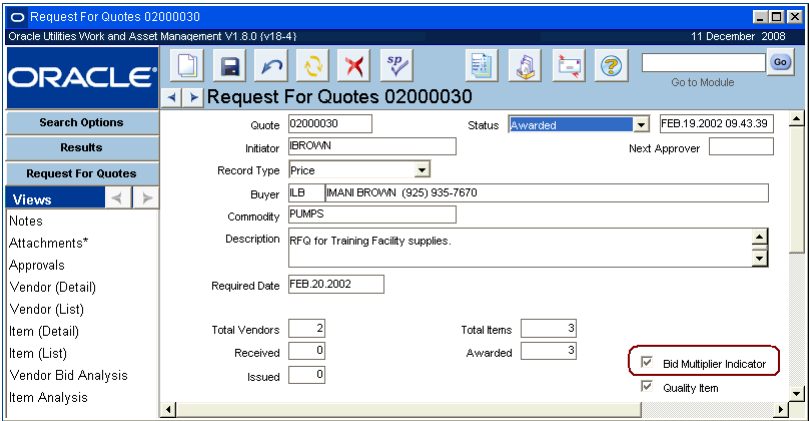 Request For Quotes 02000030
Oracle Utilities Work and Asset Management V1.8.0 {v18-4} 11 December 2008
ORACLE
sp
Go
Go to Module
Request For Quotes 02000030
Search Options
Results
Request For Quotes
Views
Notes
Attachments*
Approvals
Vendor (Detail)
Vendor (List)
Item (Detail)
Item (List)
Vendor Bid Analysis
Item Analysis
Quote 02000030 Status Awarded FEB.19.2002 09.43.39
Initiator IBROWN Next Approver
Record Type Price
Buyer ILB IMANI BROWN (925) 935-7670
Commodity PUMPS
Description RFQ for Training Facility supplies.
Required Date FEB.20.2002
Total Vendors 2 Total Items 3
Received 0 Awarded 3
Issued 0
Bid Multiplier Indicator
Quality Item